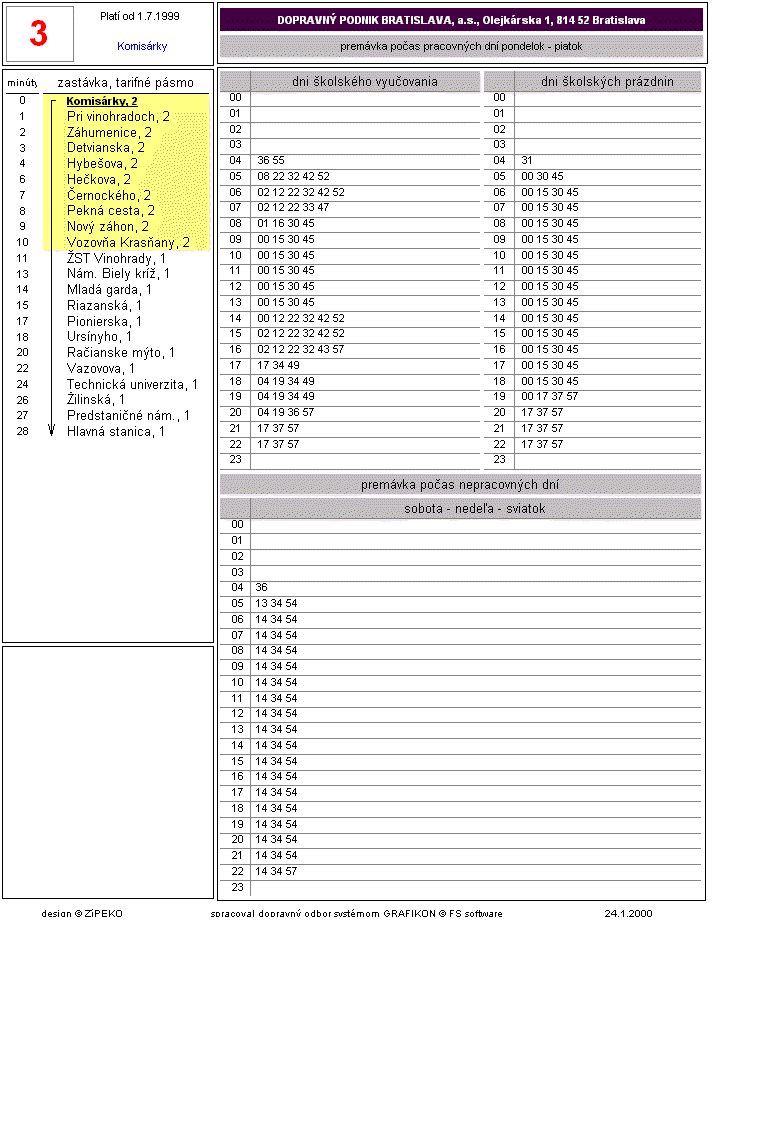 3
Platí od 1.7.1999
Komisárky
DOPRAVNÝ PODNIK BRATISLAVA, a.s., Olejkárska 1, 814 52 Bratislava
premávka počas pracovných dní pondelok - piatok
minúty zastávka, tarifné pásmo
0 Komisárky, 2
1 Pri vinohradoch, 2
2 Záhumenice, 2
3 Detvianska, 2
4 Hybešova, 2
6 Hečkova, 2
7 Černockého, 2
8 Pekná cesta, 2
9 Nový záhon, 2
10 Vozovňa Krasňany, 2
11 ŽST Vinohrady, 1
13 Nám. Biely kríž, 1
14 Mladá garda, 1
15 Riazanská, 1
17 Pionierska, 1
18 Ursínyho, 1
20 Račianske mýto, 1
22 Vazovova, 1
24 Technická univerzita, 1
26 Žilinská, 1
27 Predstaničné nám., 1
28 Hlavná stanica, 1
dni školského vyučovania
00
01
02
03
04 36 55
05 08 22 32 42 52
06 02 12 22 32 42 52
07 02 12 22 33 47
08 01 16 30 45
09 00 15 30 45
10 00 15 30 45
11 00 15 30 45
12 00 15 30 45
13 00 15 30 45
14 00 12 22 32 42 52
15 02 12 22 32 42 52
16 02 12 22 32 43 57
17 17 34 49
18 04 19 34 49
19 04 19 34 49
20 04 19 36 57
21 17 37 57
22 17 37 57
23
dni školských prázdnin
00
01
02
03
04 31
05 00 30 45
06 00 15 30 45
07 00 15 30 45
08 00 15 30 45
09 00 15 30 45
10 00 15 30 45
11 00 15 30 45
12 00 15 30 45
13 00 15 30 45
14 00 15 30 45
15 00 15 30 45
16 00 15 30 45
17 00 15 30 45
18 00 15 30 45
19 00 17 37 57
20 17 37 57
21 17 37 57
22 17 37 57
23
premávka počas nepracovných dní
sobota - nedeľa - sviatok
00
01
02
03
04 36
05 13 34 54
06 14 34 54
07 14 34 54
08 14 34 54
09 14 34 54
10 14 34 54
11 14 34 54
12 14 34 54
13 14 34 54
14 14 34 54
15 14 34 54
16 14 34 54
17 14 34 54
18 14 34 54
19 14 34 54
20 14 34 54
21 14 34 54
22 14 34 57
23
design © ZiPEKO
spracoval dopravný odbor systémom GRAFIKON © FS software
24.1.2000